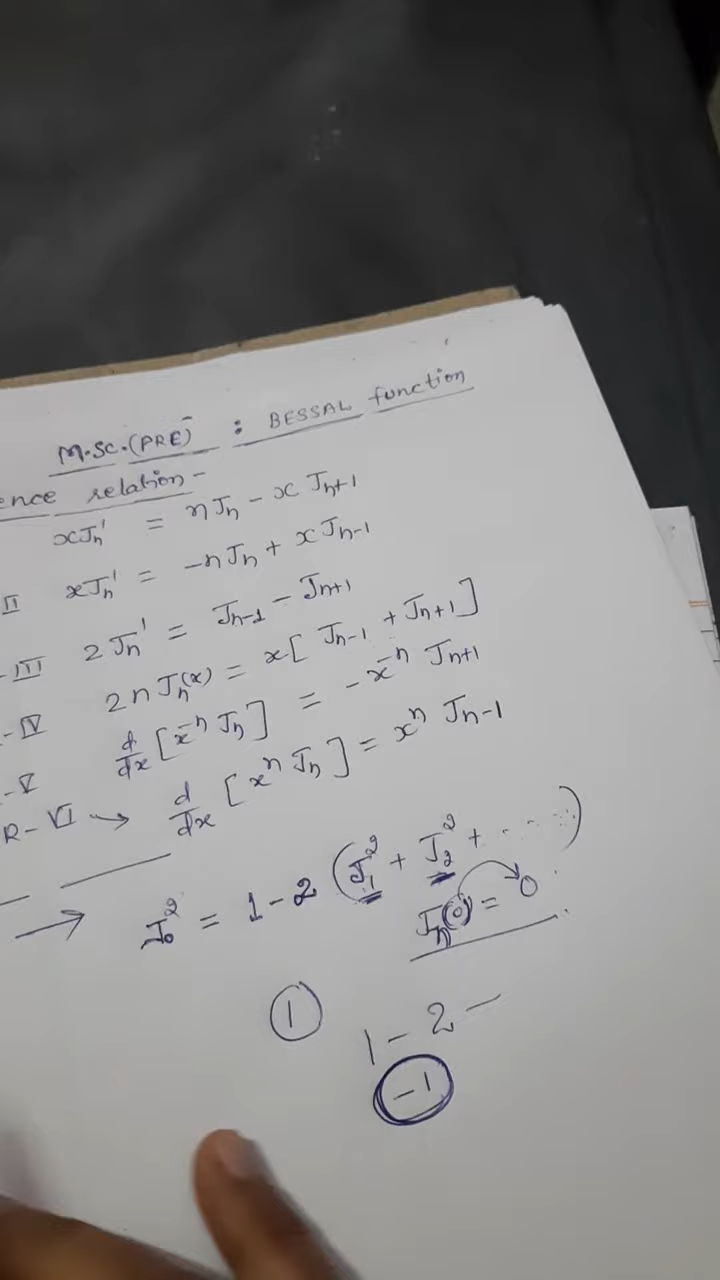 M.SC.(PRE) : BESSAL function
ence relation -
xJn' = nJn - x Jn+1
II xJn' = -nJn + x Jn-1
- III 2Jn' = Jn-1 - Jn+1
- IV 2nJn(x) = x[Jn-1 + Jn+1]
- V d/dx [x^-n Jn] = -x^-n Jn+1
R - VI → d/dx [x^n Jn] = x^n Jn-1
→ J0^2 = 1-2 (J1^2 + J2^2 + ......)
Jn(0) = 0
1
1 - 2 -
-1